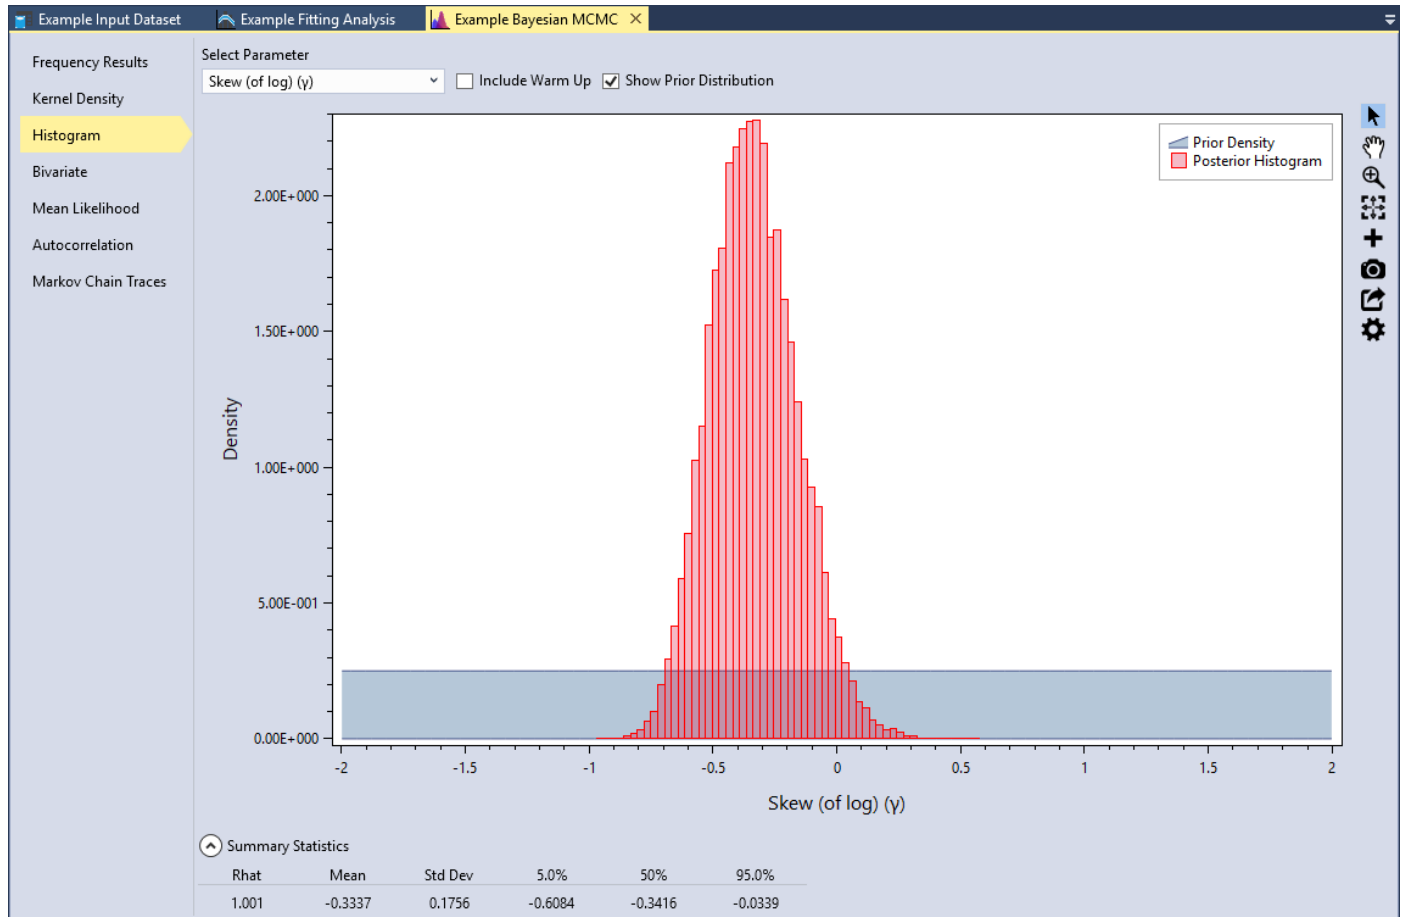 Example Input Dataset
Example Fitting Analysis
Example Bayesian MCMC
Frequency Results
Kernel Density
Histogram
Bivariate
Mean Likelihood
Autocorrelation
Markov Chain Traces
Select Parameter
Skew (of log) (γ)
Include Warm Up
Show Prior Distribution
Prior Density
Posterior Histogram
Density
2.00E+000
1.50E+000
1.00E+000
5.00E-001
0.00E+000
-2 -1.5 -1 -0.5 0 0.5 1 1.5 2
Skew (of log) (γ)
Summary Statistics
Rhat Mean Std Dev 5.0% 50% 95.0%
1.001 -0.3337 0.1756 -0.6084 -0.3416 -0.0339